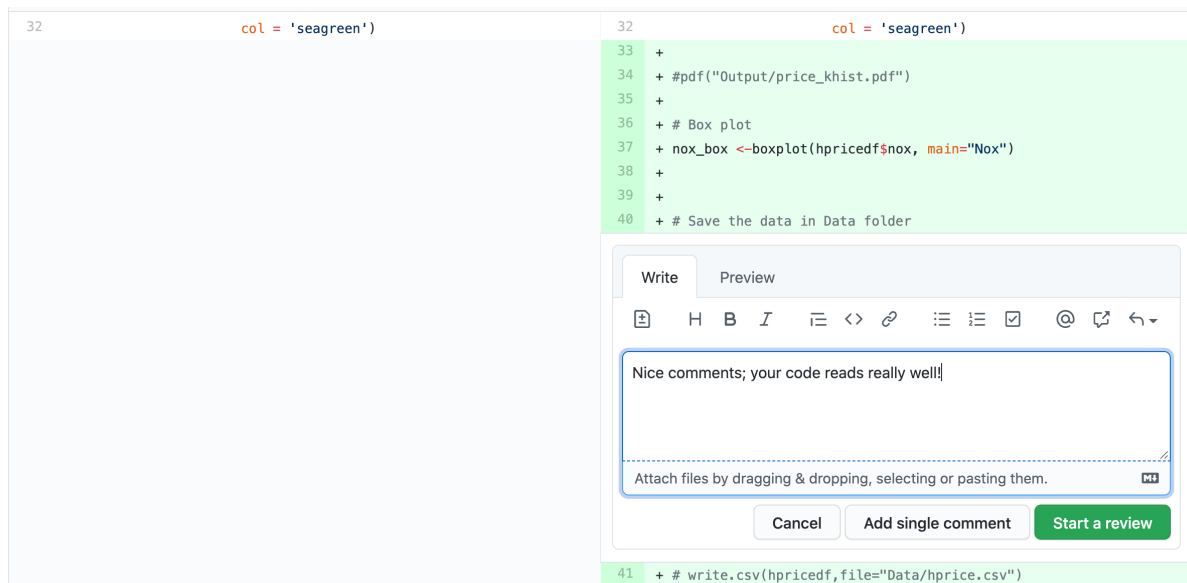 32 col = 'seagreen')
32 col = 'seagreen')
33 +
34 + #pdf("Output/price_khist.pdf")
35 +
36 + # Box plot
37 + nox_box <-boxplot(hpricedf$nox, main="Nox")
38 +
39 +
40 + # Save the data in Data folder
Write Preview
H B I
Nice comments; your code reads really well!
Attach files by dragging & dropping, selecting or pasting them.
Cancel Add single comment Start a review
41 + # write.csv(hpricedf,file="Data/hprice.csv")